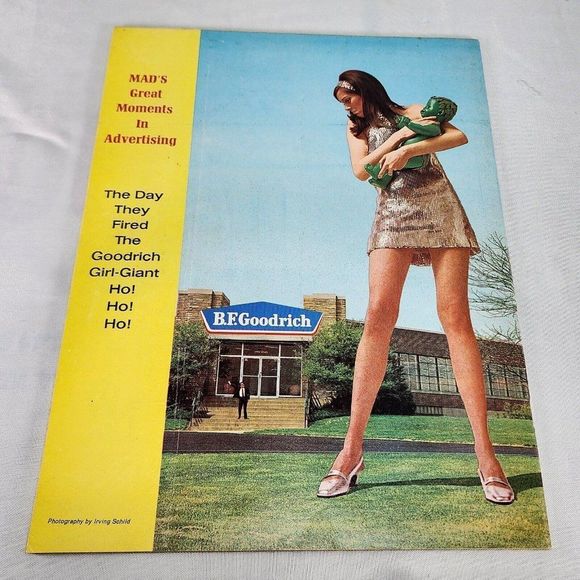 MAD'S
Great
Moments
In
Advertising
The Day
They
Fired
The
Goodrich
Girl-Giant
Ho!
Ho!
Ho!
B.F.Goodrich
Photography by Irving Schild